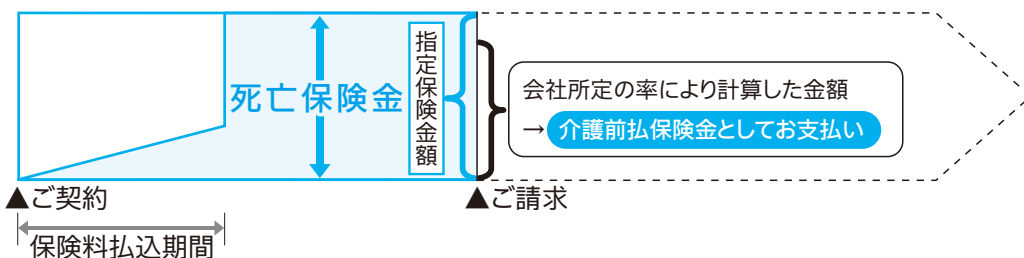 死亡保険金
指定保険金額
会社所定の率により計算した金額
→介護前払保険金としてお支払い
▲ご契約
▲ご請求
保険料払込期間